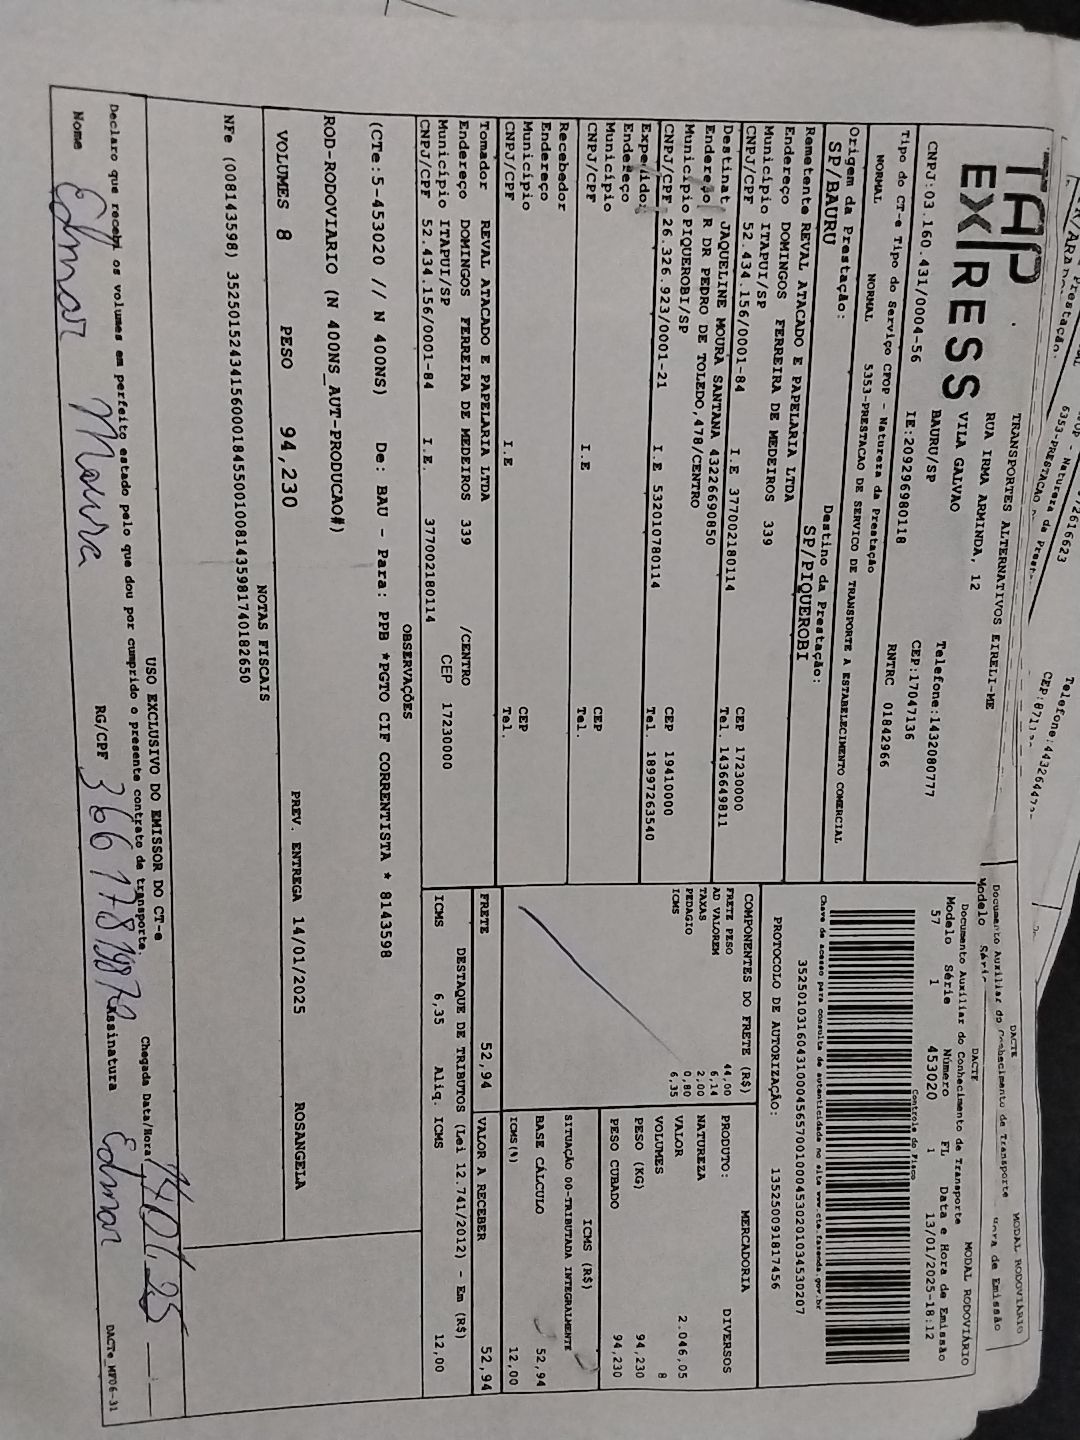 TAP EXPRESS
TRANSPORTES ALTERNATIVOS EIRELI-ME
RUA IRMA ARMINDA, 12
VILA GALVAO
BAURU/SP
Telefone:1432080777
CNPJ:03.160.431/0004-56 IE:209296980118 CEP:17047136
Tipo do CT-e Tipo do Serviço CFOP - Natureza da Prestação RNTRC 01842966
NORMAL NORMAL 5353-PRESTACAO DE SERVICO DE TRANSPORTE A ESTABELECIMENTO COMERCIAL
Origem da Prestação: Destino da Prestação:
SP/BAURU SP/PIQUEROBI
Remetente REVAL ATACADO E PAPELARIA LTDA
Endereço DOMINGOS FERREIRA DE MEDEIROS 339
Município ITAPUI/SP CEP 17230000
CNPJ/CPF 52.434.156/0001-84 I.E 377002180114 Tel. 1436649811
Destinat JAQUELINE MOURA SANTANA 43226690850
Endereço R DR PEDRO DE TOLEDO,478/CENTRO
Município PIQUEROBI/SP CEP 19410000
CNPJ/CPF 26.326.923/0001-21 I.E 532010780114 Tel. 18997263540
Expedidor
Endereço
Município CEP
CNPJ/CPF I.E Tel.
Recebedor
Endereço
Município CEP
CNPJ/CPF I.E Tel.
Tomador REVAL ATACADO E PAPELARIA LTDA
Endereço DOMINGOS FERREIRA DE MEDEIROS 339 /CENTRO
Município ITAPUI/SP CEP 17230000
CNPJ/CPF 52.434.156/0001-84 I.E. 377002180114
DACTE MODAL RODOVIÁRIO
Documento Auxiliar do Conhecimento de Transporte
Modelo Série Número FL Data e Hora de Emissão
57 1 453020 1 13/01/2025-18:12
Controle do Fisco
Chave de acesso para consulta de autenticidade no site www.cte.fazenda.gov.br
35250103160431000456570010004530201034530207
PROTOCOLO DE AUTORIZAÇÃO: 135250091817456
COMPONENTES DO FRETE (R$)
FRETE PESO 44,00
AD VALOREM 6,14
TAXAS 2,00
PEDAGIO 0,80
ICMS 6,35
MERCADORIA
PRODUTO: DIVERSOS
NATUREZA
VALOR 2.046,05
VOLUMES 8
PESO (KG) 94,230
PESO CUBADO 94,230
ICMS (R$)
SITUAÇÃO 00-TRIBUTADA INTEGRALMENTE
BASE CÁLCULO 52,94
ICMS(%) 12,00
FRETE 52,94 VALOR A RECEBER 52,94
DESTAQUE DE TRIBUTOS (Lei 12.741/2012) - Em (R$)
ICMS 6,35 Aliq. ICMS 12,00
OBSERVAÇÕES
(CTe:5-453020 // N 400NS) De: BAU - Para: PPB *PGTO CIF CORRENTISTA * 8143598
ROD-RODOVIARIO (N 400NS_AUT-PRODUCAO#)
VOLUMES 8 PESO 94,230 PREV. ENTREGA 14/01/2025 ROSANGELA
NOTAS FISCAIS
NFe (008143598) 35250152434156000184550010081435981740182650
USO EXCLUSIVO DO EMISSOR DO CT-e
Declaro que recebi os volumes em perfeito estado pelo que dou por cumprido o presente contrato de transporte.
Chegada Data/Hora 14/01/25
Nome Edmar Moura RG/CPF Assinatura Edmar
DACTe_MF06-31